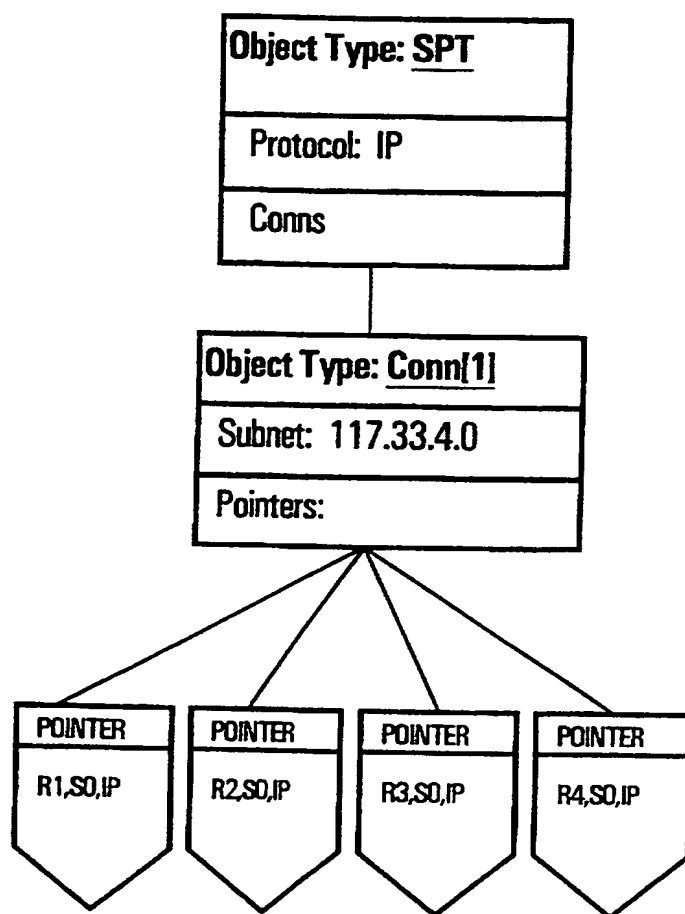 Object Type: SPT
Protocol: IP
Conns
Object Type: Conn[1]
Subnet: 117.33.4.0
Pointers:
POINTER
POINTER
POINTER
POINTER
R1,S0,IP
R2,S0,IP
R3,S0,IP
R4,S0,IP